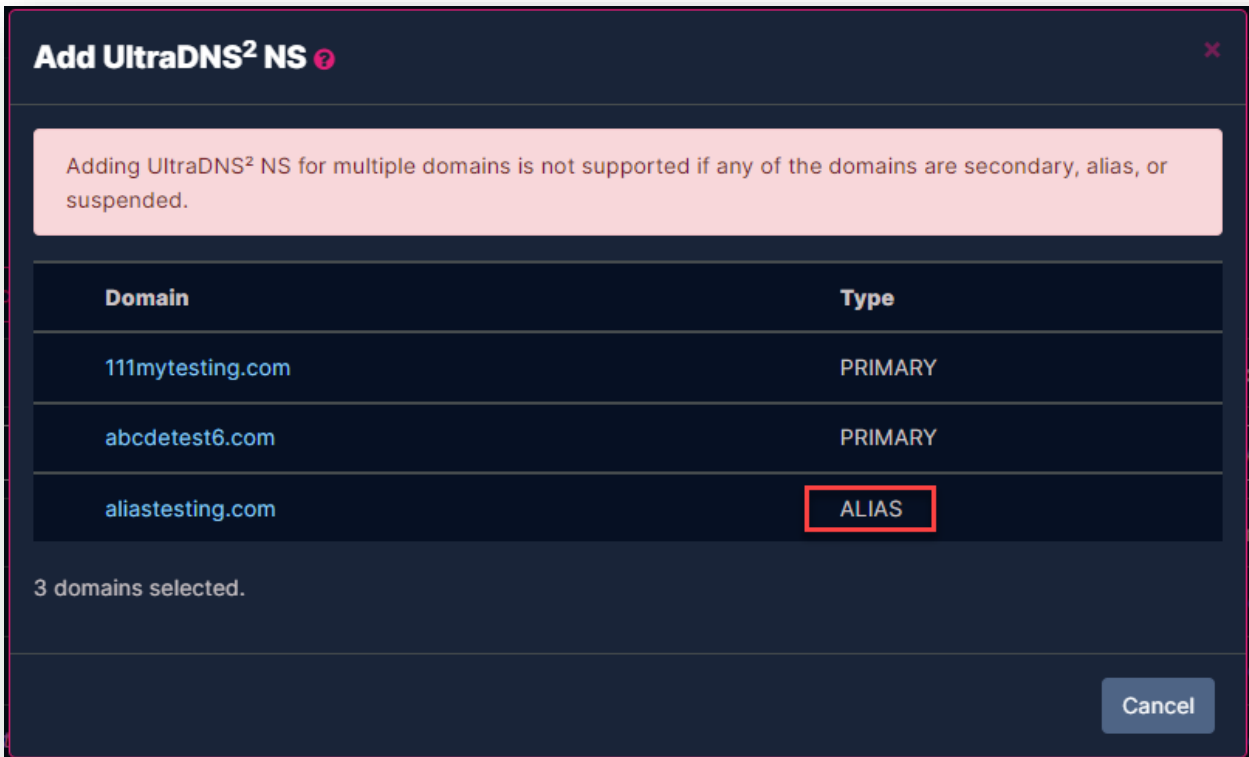 Add UltraDNS² NS ?
Adding UltraDNS² NS for multiple domains is not supported if any of the domains are secondary, alias, or
suspended.
Domain Type
111mytesting.com PRIMARY
abcdetest6.com PRIMARY
aliastesting.com ALIAS
3 domains selected.
Cancel